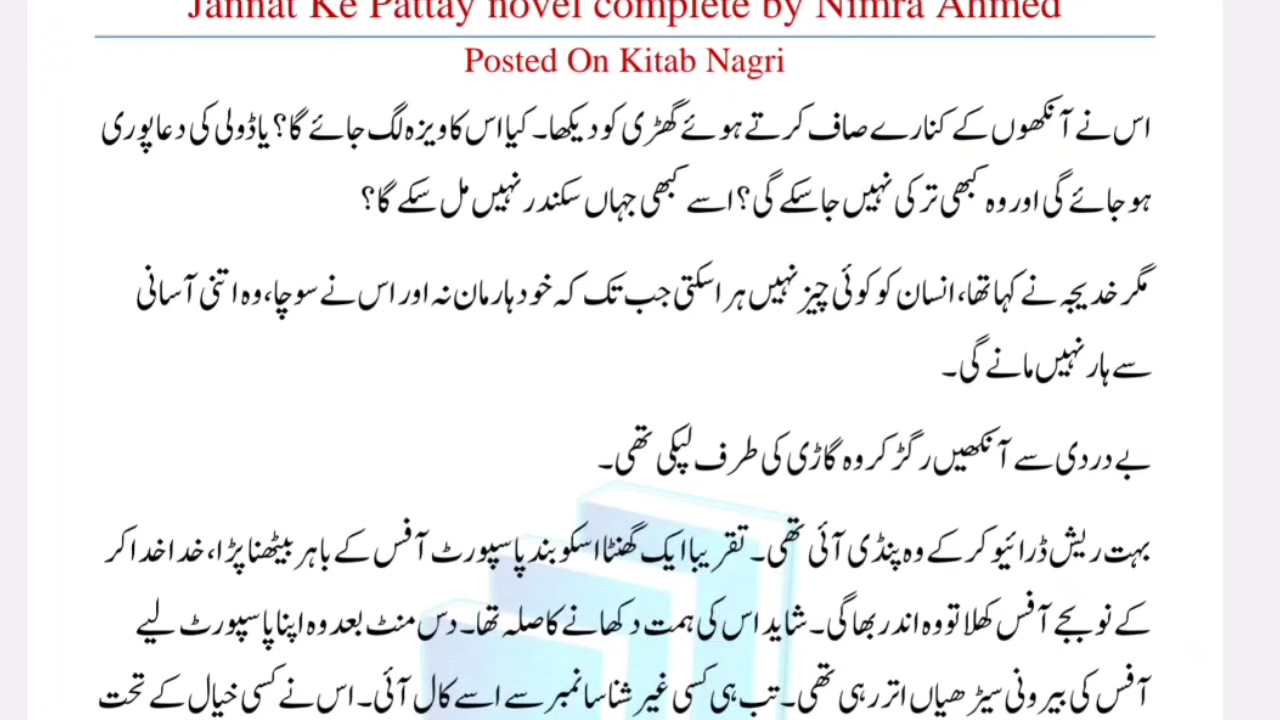 Jannat Ke Pattay novel complete by Nimra Ahmed
Posted On Kitab Nagri
اس نے آنکھوں کے کنارے صاف کرتے ہوئے گھڑی کو دیکھا۔ کیا اس کا ویزہ لگ جائے گا؟ یا ڈولی کی دعا پوری
ہو جائے گی اور وہ کبھی ترکی نہیں جا سکے گی؟ اسے کبھی جہاں سکندر نہیں مل سکے گا؟
مگر خدیجہ نے کہا تھا، انسان کو کوئی چیز نہیں ہرا سکتی جب تک کہ خود ہار مان نہ اور اس نے سوچا، وہ اتنی آسانی
سے ہار نہیں مانے گی۔
بے دردی سے آنکھیں رگڑ کر وہ گاڑی کی طرف لپکی تھی۔
بہت ریش ڈرائیو کر کے وہ پنڈی آئی تھی۔ تقریبا ایک گھنٹا اسکو بند پاسپورٹ آفس کے باہر بیٹھنا پڑا، خدا خدا کر
کے نو بجے آفس کھلا تو وہ اندر بھاگی۔ شاید اس کی ہمت دکھانے کا صلہ تھا۔ دس منٹ بعد وہ اپنا پاسپورٹ لیے
آفس کی بیرونی سیڑھیاں اتر رہی تھی۔ تب ہی کسی غیر شناسا نمبر سے اسے کال آئی۔ اس نے کسی خیال کے تحت